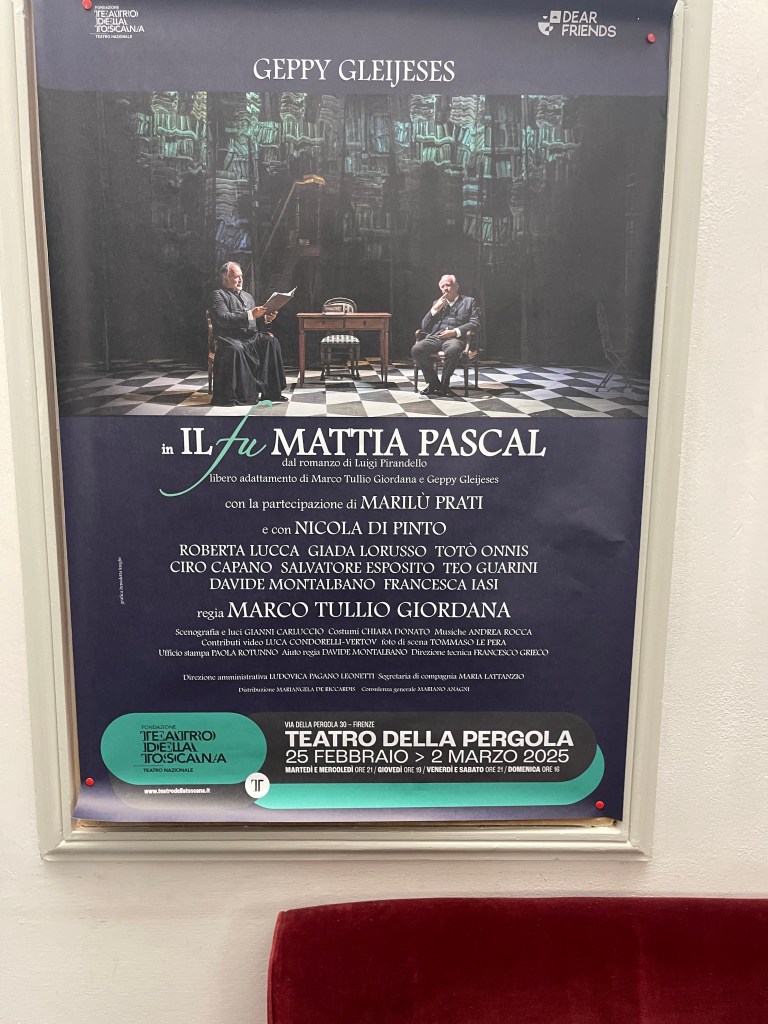 FONDAZIONE
TEATRO
DELLA
TOSCANA
TEATRO NAZIONALE
DEAR
FRIENDS
GEPPY GLEIJESES
in IL fu MATTIA PASCAL
dal romanzo di Luigi Pirandello
libero adattamento di Marco Tullio Giordana e Geppy Gleijeses
con la partecipazione di MARILÙ PRATI
e con NICOLA DI PINTO
ROBERTA LUCCA GIADA LORUSSO TOTÒ ONNIS
CIRO CAPANO SALVATORE ESPOSITO TEO GUARINI
DAVIDE MONTALBANO FRANCESCA IASI
regia MARCO TULLIO GIORDANA
Scenografia e luci GIANNI CARLUCCIO Costumi CHIARA DONATO Musiche ANDREA ROCCA
Contributi video LUCA CONDORELLI-VERTOV foto di scena TOMMASO LE PERA
Ufficio stampa PAOLA ROTUNNO Aiuto regia DAVIDE MONTALBANO Direzione tecnica FRANCESCO GRIECO
Direzione amministrativa LUDOVICA PAGANO LEONETTI Segretaria di compagnia MARIA LATTANZIO
Distribuzione MARIANGELA DE RICCARDIS Consulenza generale MARIANO ANAGNI
FONDAZIONE
TEATRO
DELLA
TOSCANA
TEATRO NAZIONALE
www.teatrodellatoscana.it
T
VIA DELLA PERGOLA 30 – FIRENZE
TEATRO DELLA PERGOLA
25 FEBBRAIO > 2 MARZO 2025
MARTEDÌ E MERCOLEDÌ ORE 21 / GIOVEDÌ ORE 19 / VENERDÌ E SABATO ORE 21 / DOMENICA ORE 16